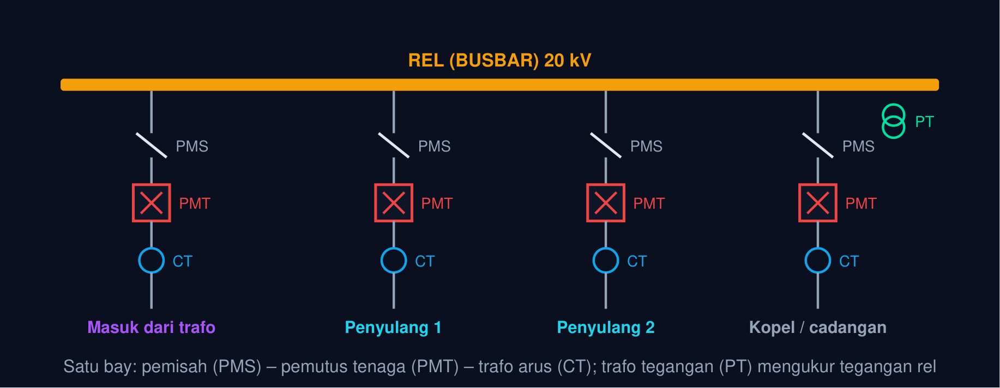 REL (BUSBAR) 20 kV
PT
PMS PMS PMS PMS
PMT PMT PMT PMT
CT CT CT CT
Masuk dari trafo Penyulang 1 Penyulang 2 Kopel / cadangan
Satu bay: pemisah (PMS) – pemutus tenaga (PMT) – trafo arus (CT); trafo tegangan (PT) mengukur tegangan rel